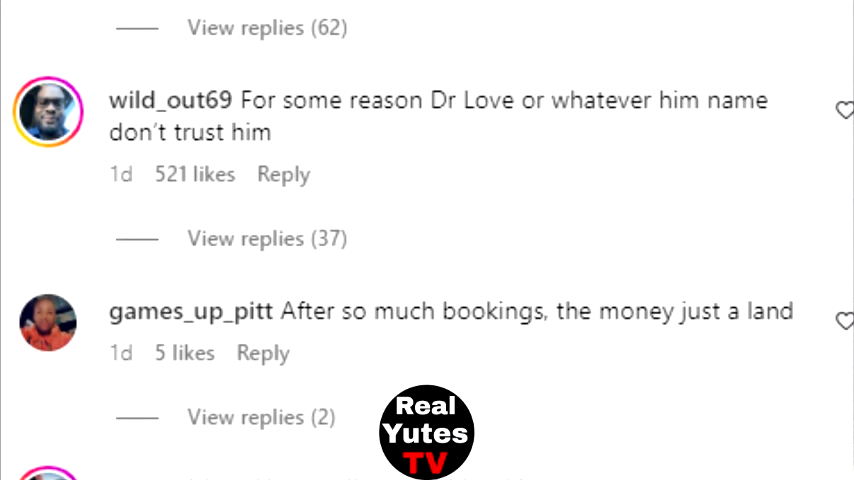 View replies (62)
wild_out69 For some reason Dr Love or whatever him name
don't trust him
1d 521 likes Reply
View replies (37)
games_up_pitt After so much bookings, the money just a land
1d 5 likes Reply
View replies (2)
Real
Yutes
TV